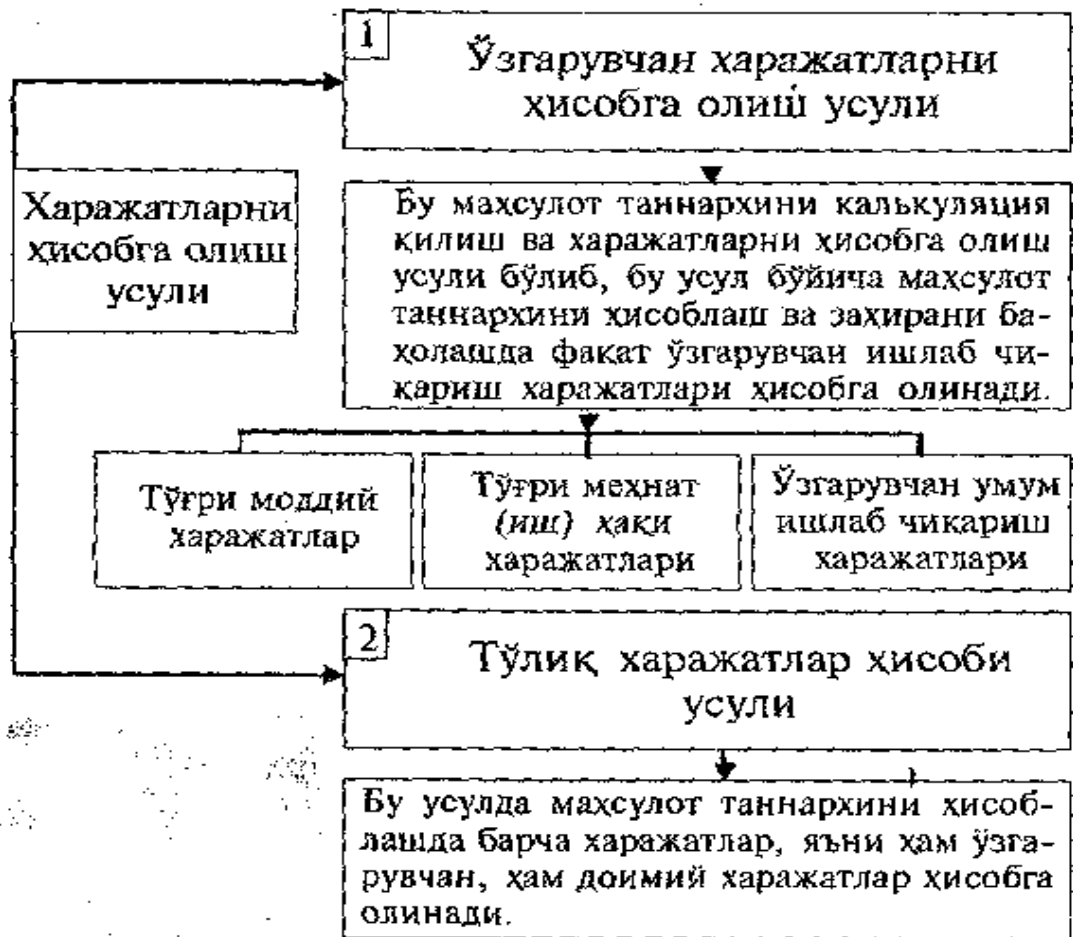 1
Ўзгарувчан харажатларни
ҳисобга олиш усули
Харажатларни
ҳисобга олиш
усули
Бу маҳсулот таннархини калькуляция
қилиш ва харажатларни ҳисобга олиш
усули бўлиб, бу усул бўйича маҳсулот
таннархини ҳисоблаш ва заҳирани ба-
ҳолашда фақат ўзгарувчан ишлаб чи-
қариш харажатлари ҳисобга олинади.
Тўғри моддий
харажатлар
Тўғри меҳнат
(иш) ҳақи
харажатлари
Ўзгарувчан умум
ишлаб чиқариш
харажатлари
2
Тўлиқ харажатлар ҳисоби
усули
Бу усулда маҳсулот таннархини ҳисоб-
лашда барча харажатлар, яъни ҳам ўзга-
рувчан, ҳам доимий харажатлар ҳисобга
олинади.